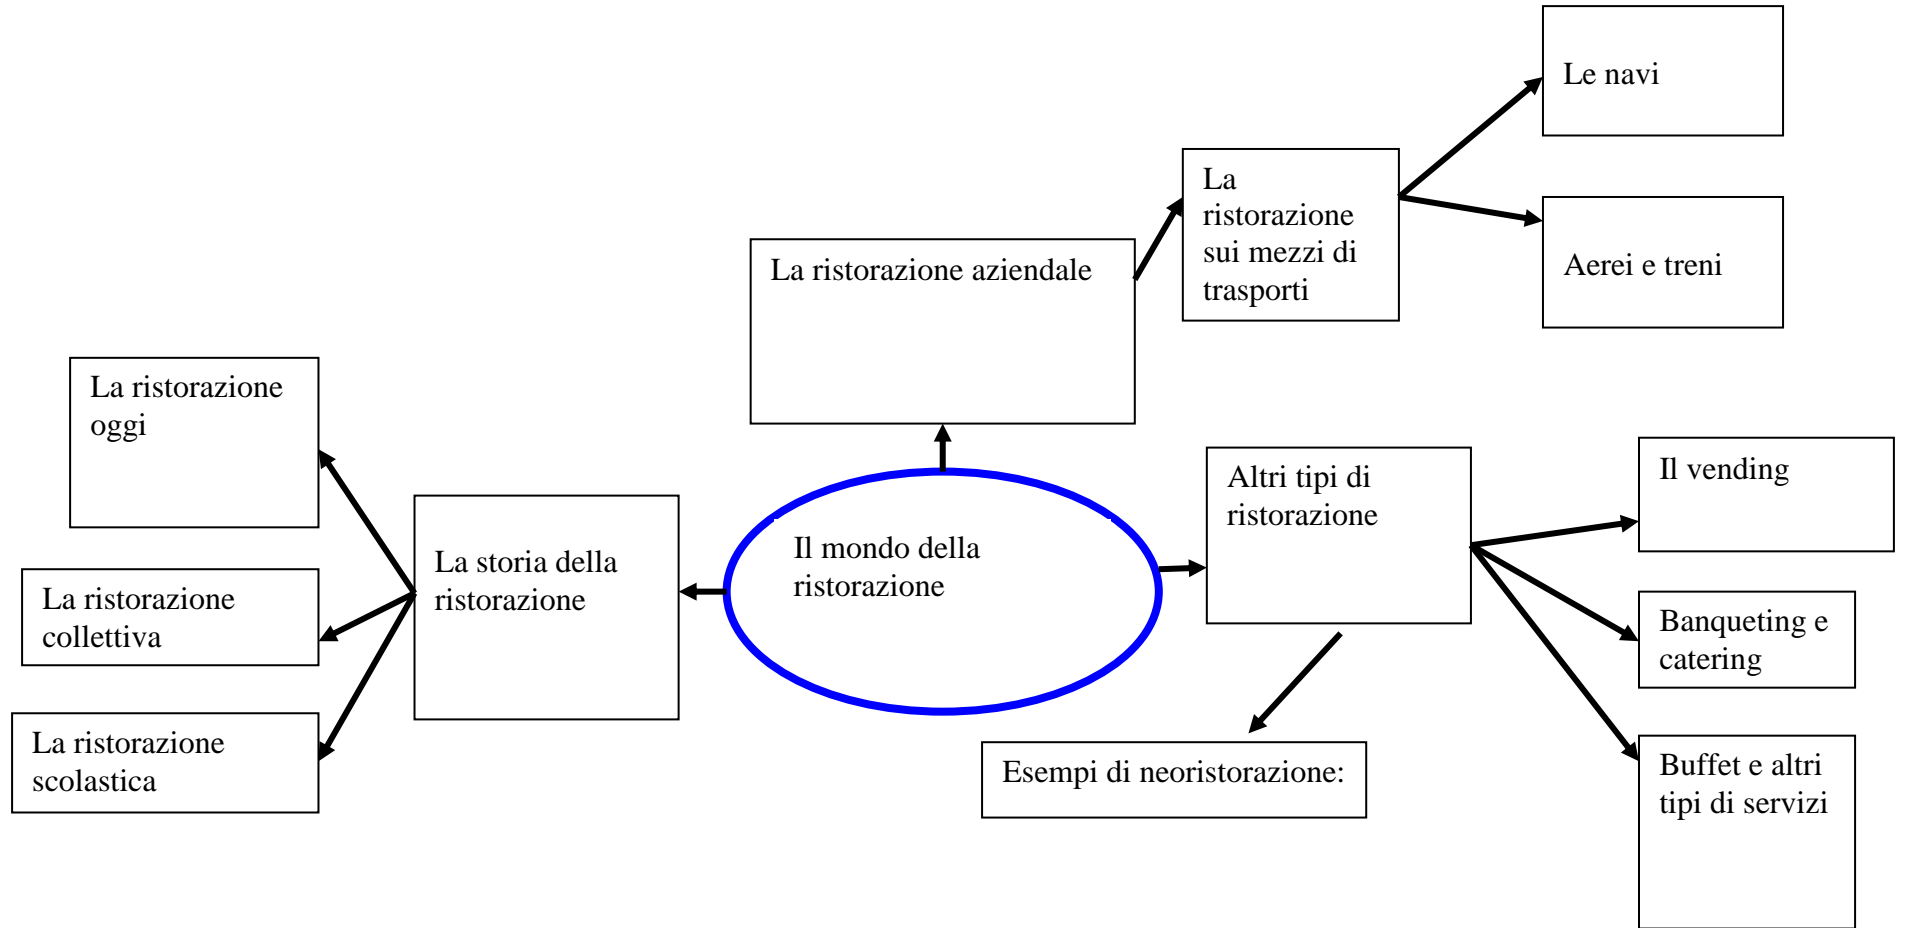 Le navi
La
ristorazione
sui mezzi di
trasporti
La ristorazione aziendale
Aerei e treni
La ristorazione
oggi
Altri tipi di
ristorazione
Il vending
Il mondo della
ristorazione
La storia della
ristorazione
La ristorazione
collettiva
Banqueting e
catering
La ristorazione
scolastica
Esempi di neoristorazione:
Buffet e altri
tipi di servizi